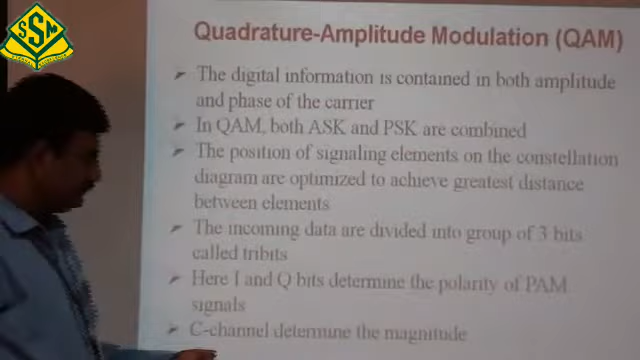 SSM
Quadrature-Amplitude Modulation (QAM)
The digital information is contained in both amplitude
and phase of the carrier
In QAM, both ASK and PSK are combined
The position of signaling elements on the constellation
diagram are optimized to achieve greatest distance
between elements
The incoming data are divided into group of 3 bits
called tribits
Here I and Q bits determine the polarity of PAM
signals
C-channel determine the magnitude